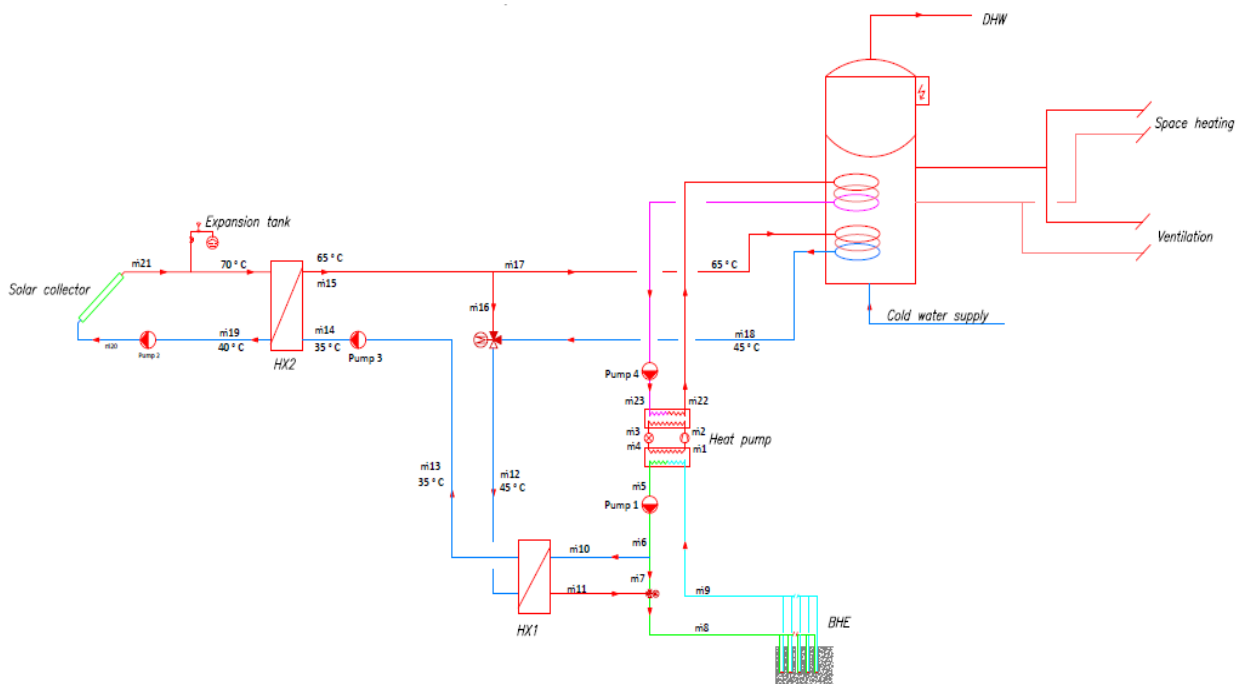 DHW
Space heating
Ventilation
Cold water supply
Expansion tank
ṁ21
70 ° C
65 ° C
ṁ15
ṁ17
65 ° C
Solar collector
ṁ16
ṁ20
Pump 2
ṁ19
40 ° C
ṁ14
35 ° C
Pump 3
ṁ18
45 ° C
HX2
Pump 4
ṁ23
ṁ22
ṁ3
ṁ2
Heat pump
ṁ4
ṁ1
ṁ13
35 ° C
ṁ12
45 ° C
ṁ5
Pump 1
ṁ10
ṁ6
ṁ7
ṁ11
ṁ9
HX1
BHE
ṁ8